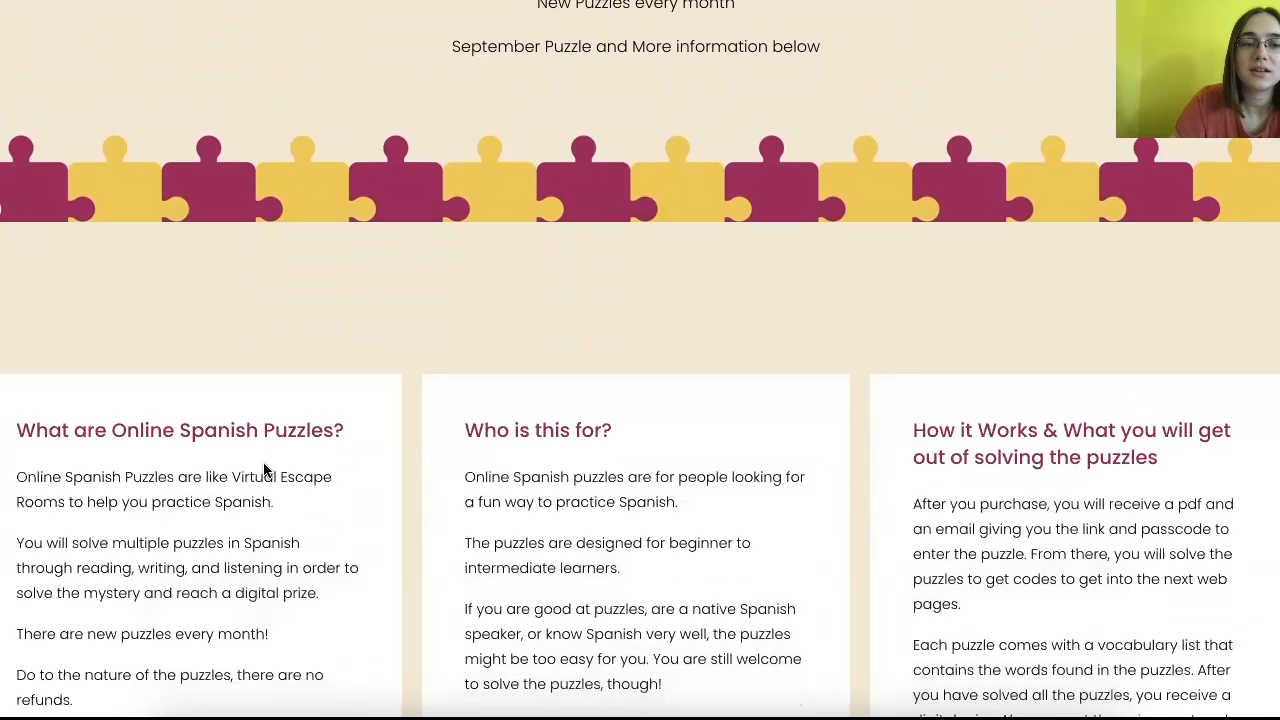 New Puzzles every month
September Puzzle and More information below
What are Online Spanish Puzzles?
Online Spanish Puzzles are like Virtual Escape
Rooms to help you practice Spanish.
You will solve multiple puzzles in Spanish
through reading, writing, and listening in order to
solve the mystery and reach a digital prize.
There are new puzzles every month!
Do to the nature of the puzzles, there are no
refunds.
Who is this for?
Online Spanish puzzles are for people looking for
a fun way to practice Spanish.
The puzzles are designed for beginner to
intermediate learners.
If you are good at puzzles, are a native Spanish
speaker, or know Spanish very well, the puzzles
might be too easy for you. You are still welcome
to solve the puzzles, though!
How it Works & What you will get
out of solving the puzzles
After you purchase, you will receive a pdf and
an email giving you the link and passcode to
enter the puzzle. From there, you will solve the
puzzles to get codes to get into the next web
pages.
Each puzzle comes with a vocabulary list that
contains the words found in the puzzles. After
you have solved all the puzzles, you receive a